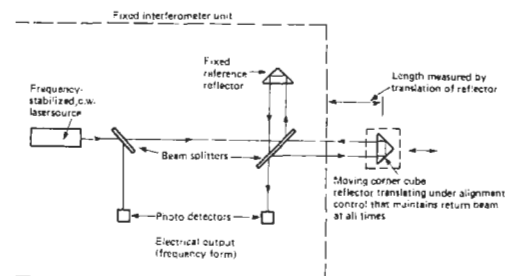 Fixed interferometer unit
Fixed
reference
reflector
Length measured by
translation of reflector
Frequency-
stabilized,c.w.
lasersource
Beam splitters
Moving corner cube
reflector translating under alignment
control that maintains return beam
at all times
Photo detectors
Electrical output
(frequency form)